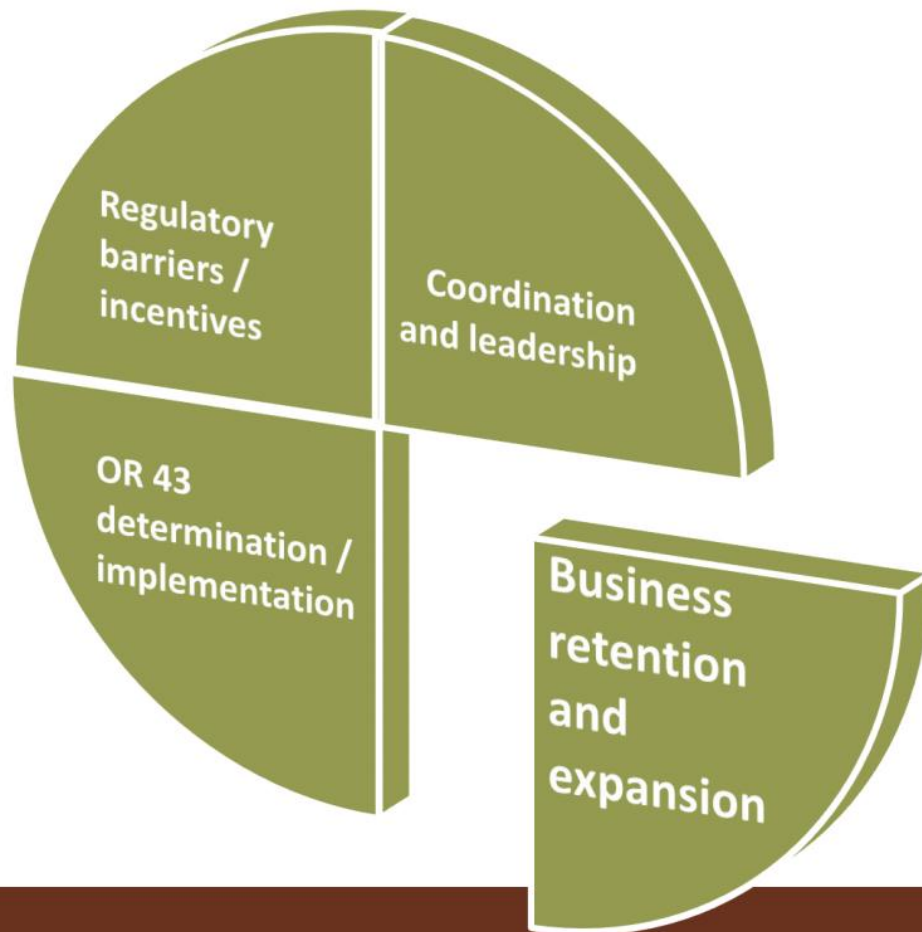 Regulatory
barriers /
incentives
Coordination
and leadership
OR 43
determination /
implementation
Business
retention
and
expansion